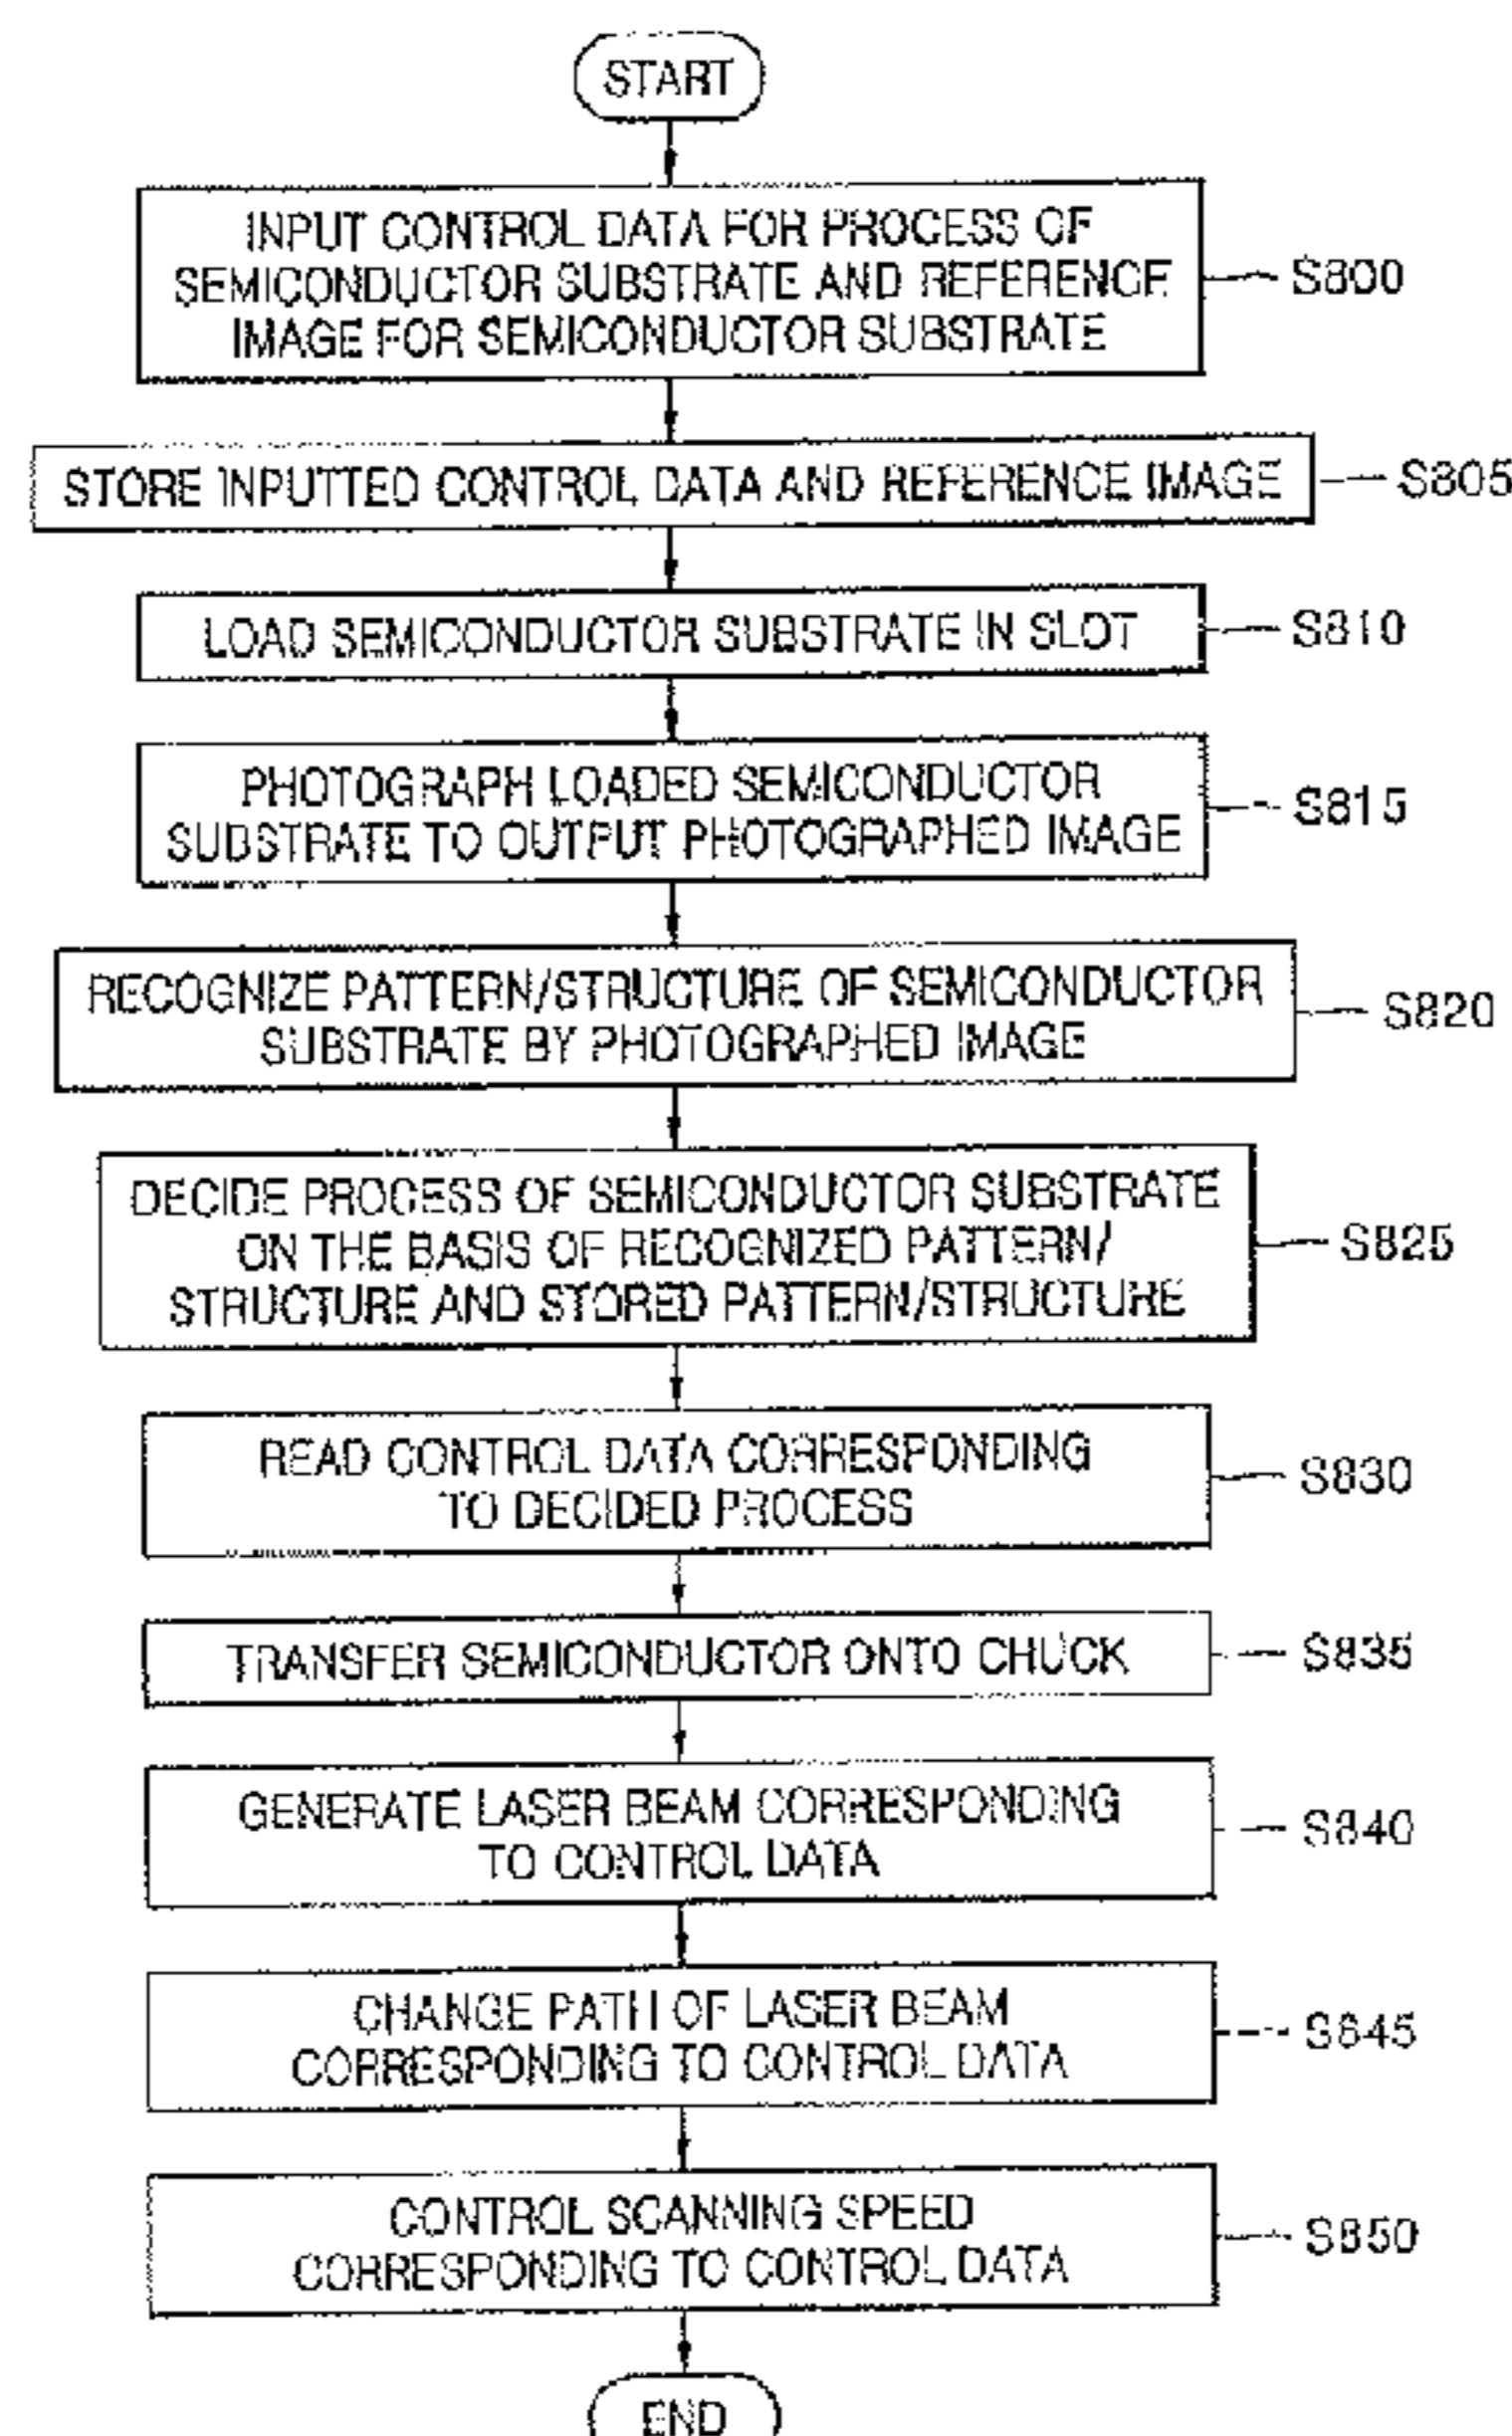 START
INPUT CONTROL DATA FOR PROCESS OF
SEMICONDUCTOR SUBSTRATE AND REFERENCE
IMAGE FOR SEMICONDUCTOR SUBSTRATE
S800
STORE INPUTTED CONTROL DATA AND REFERENCE IMAGE
S805
LOAD SEMICONDUCTOR SUBSTRATE IN SLOT
S810
PHOTOGRAPH LOADED SEMICONDUCTOR
SUBSTRATE TO OUTPUT PHOTOGRAPHED IMAGE
S815
RECOGNIZE PATTERN/STRUCTURE OF SEMICONDUCTOR
SUBSTRATE BY PHOTOGRAPHED IMAGE
S820
DECIDE PROCESS OF SEMICONDUCTOR SUBSTRATE
ON THE BASIS OF RECOGNIZED PATTERN/
STRUCTURE AND STORED PATTERN/STRUCTURE
S825
READ CONTROL DATA CORRESPONDING
TO DECIDED PROCESS
S830
TRANSFER SEMICONDUCTOR ONTO CHUCK
S835
GENERATE LASER BEAM CORRESPONDING
TO CONTROL DATA
S840
CHANGE PATH OF LASER BEAM
CORRESPONDING TO CONTROL DATA
S845
CONTROL SCANNING SPEED
CORRESPONDING TO CONTROL DATA
S850
END